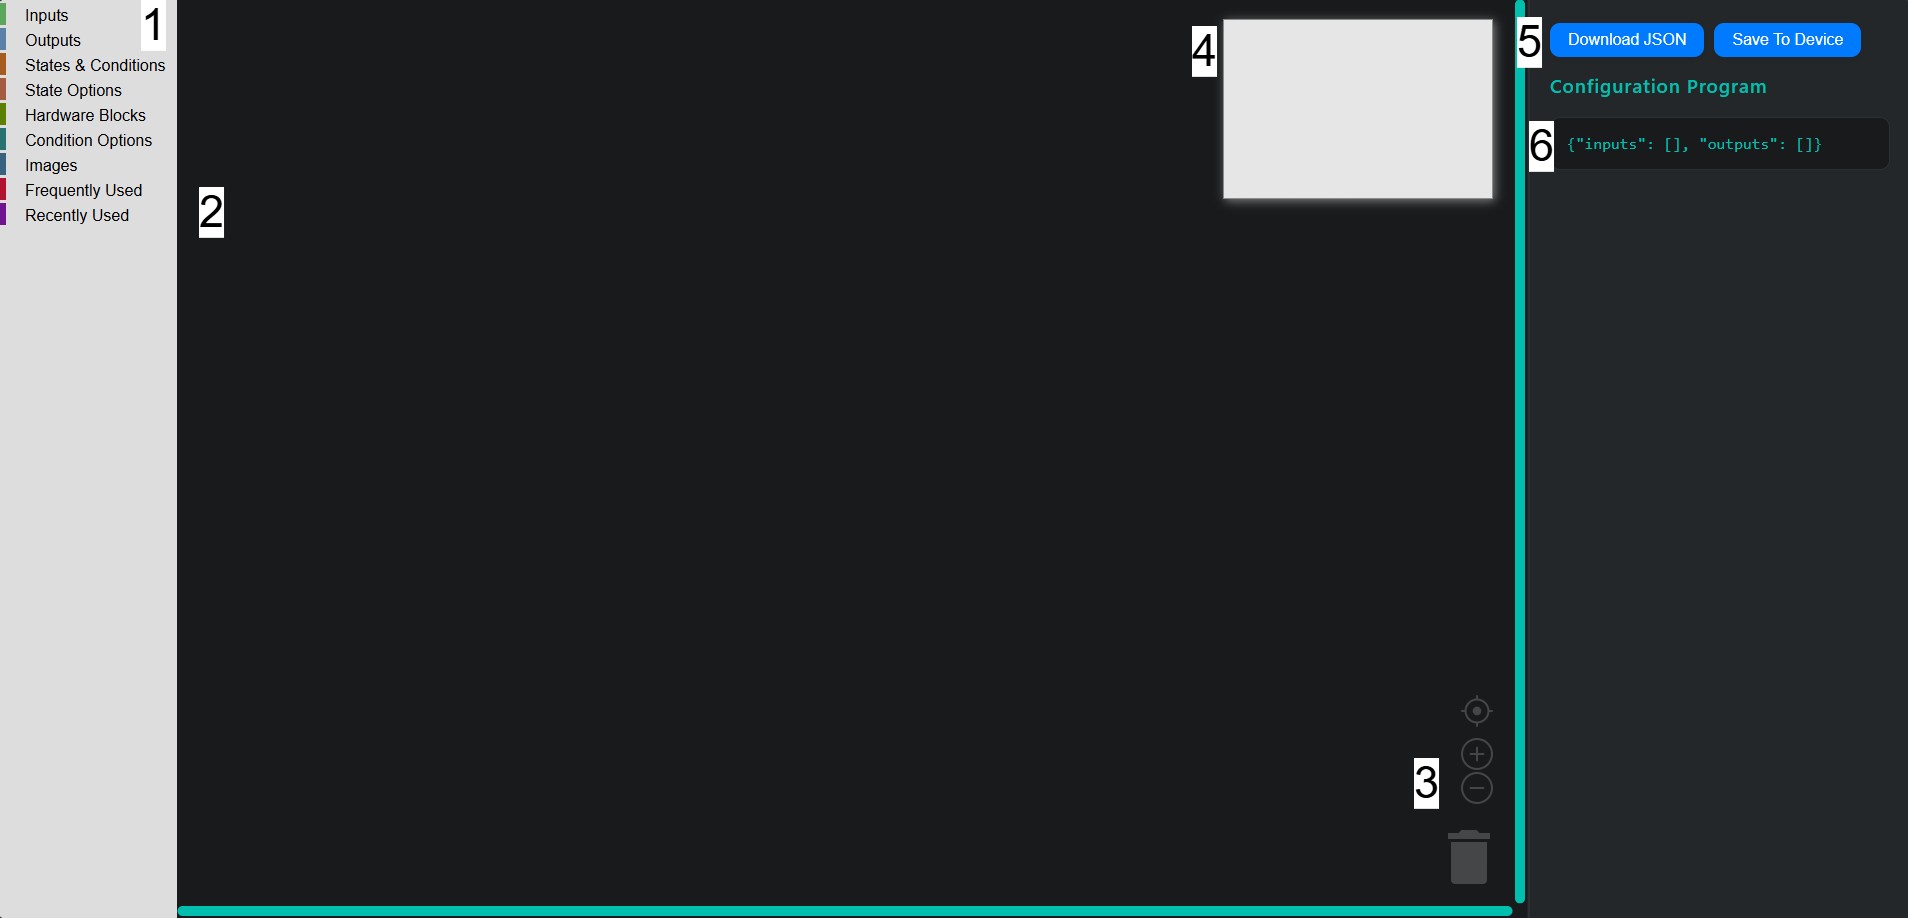 Inputs
1
Outputs
States & Conditions
State Options
Hardware Blocks
Condition Options
Images
Frequently Used
Recently Used
2
3
4
5
Download JSON
Save To Device
Configuration Program
6
{"inputs": [], "outputs": []}